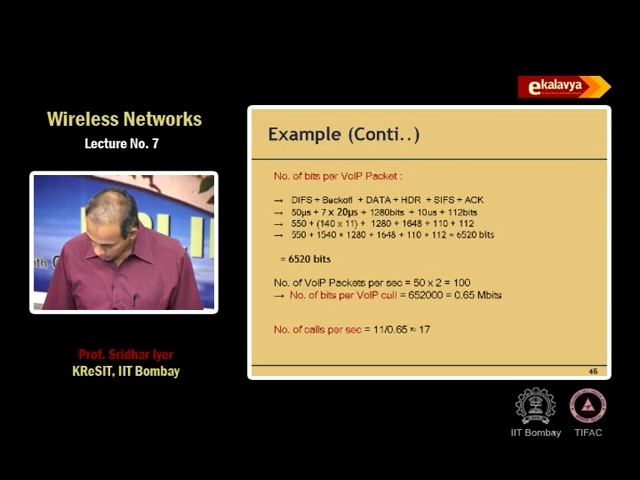 ekalavya
Wireless Networks
Lecture No. 7
Example (Conti..)
No. of bits per VoIP Packet :
→ DIFS + Beckoff + DATA + HDR + SIFS + ACK
→ 50µs + 7 x 20µs + 1280bits + 10us + 112bits
→ 550 + (140 x 11) + 1280 + 1648 + 110 + 112
→ 550 + 1540 + 1280 + 1648 + 110 + 112 = 6520 bits
= 6520 bits
No. of VoIP Packets per sec = 50 x 2 = 100
→ No. of bits per VoIP cull = 652000 = 0.65 Mbits
No. of calls per sec = 11/0.65 ≈ 17
46
Prof. Sridhar Iyer
KReSIT, IIT Bombay
IIT Bombay
TIFAC